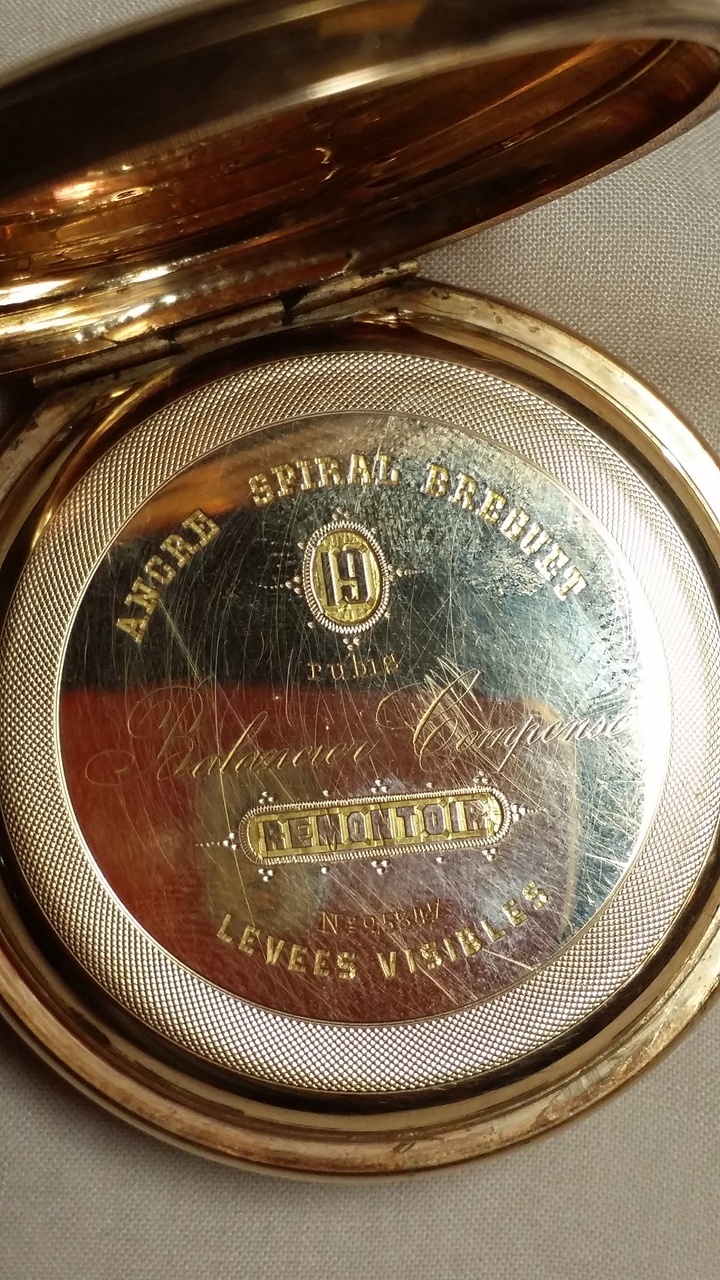 ANCRE SPIRAL BREGUET
19
rubis
Balancier Compensé
REMONTOIR
LEVEES VISIBLES